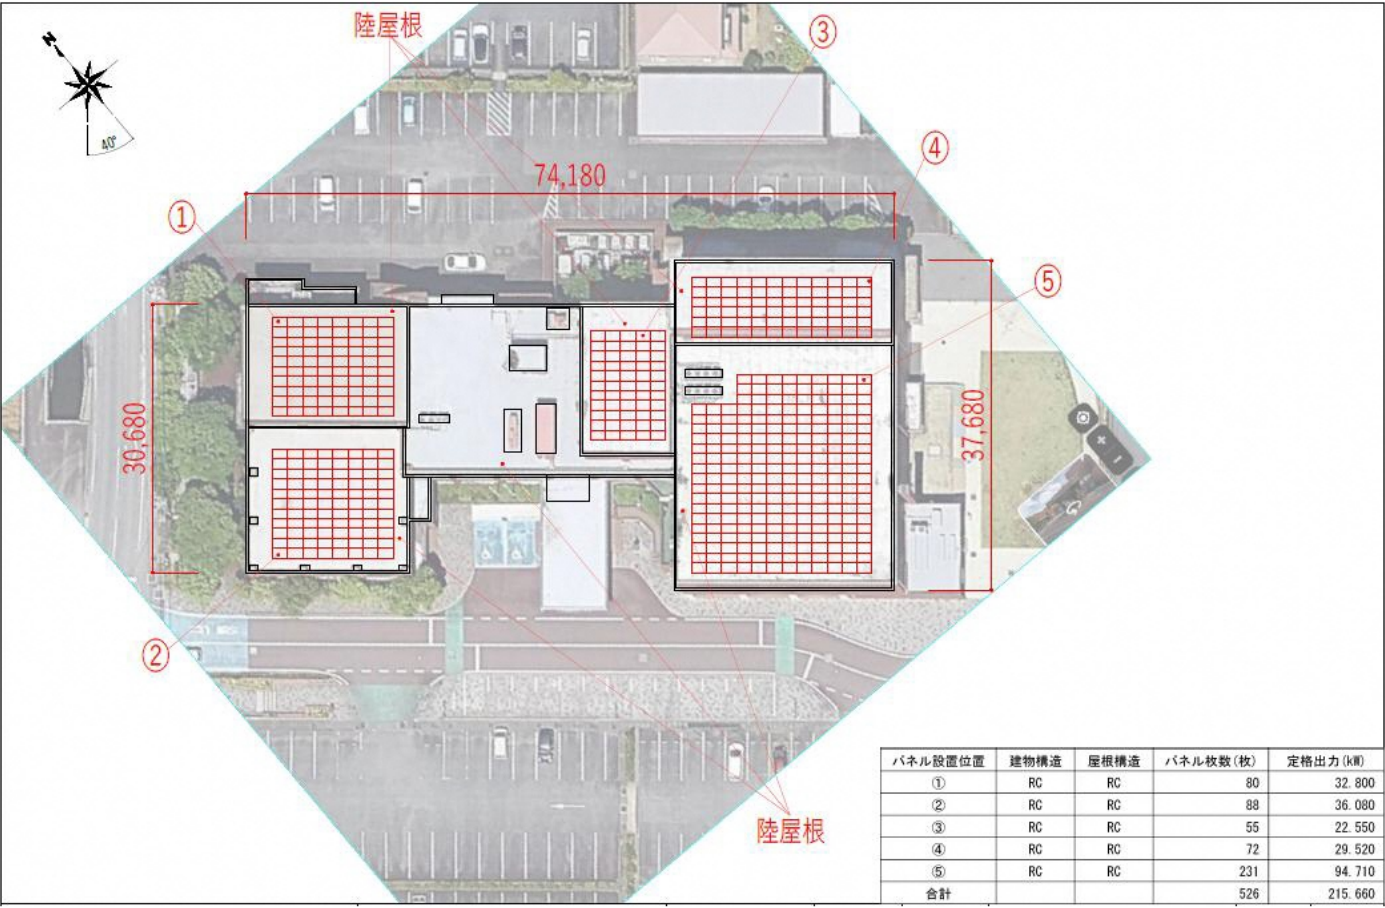 陸屋根
③
N
40°
④
74,180
①
⑤
30,680
37,680
②
陸屋根
パネル設置位置 建物構造 屋根構造 パネル枚数(枚) 定格出力(kW)
① RC RC 80 32.800
② RC RC 88 36.080
③ RC RC 55 22.550
④ RC RC 72 29.520
⑤ RC RC 231 94.710
合計 526 215.660